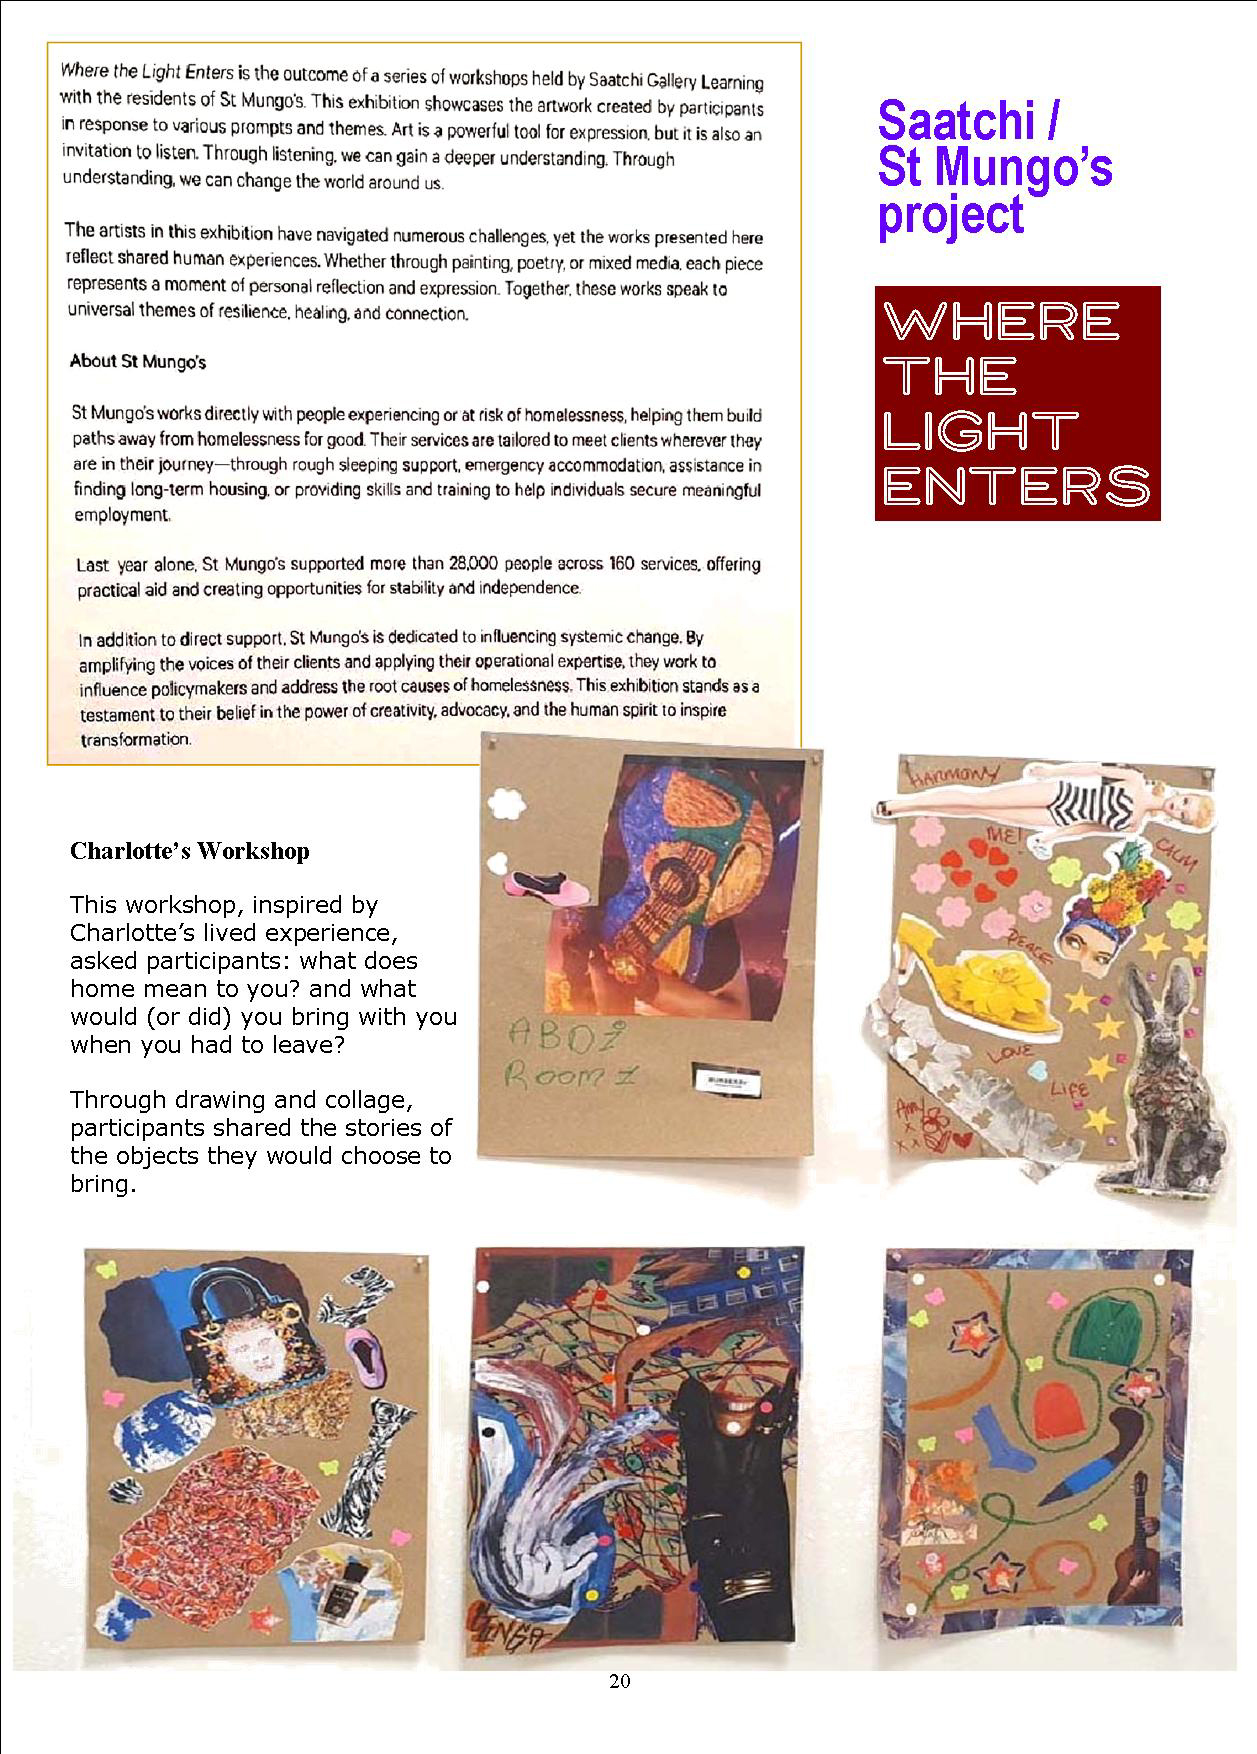 Where the Light Enters is the outcome of a series of workshops held by Saatchi Gallery Learning
with the residents of St Mungo's. This exhibition showcases the artwork created by participants
in response to various prompts and themes. Art is a powerful tool for expression, but it is also an
invitation to listen. Through listening, we can gain a deeper understanding. Through
understanding, we can change the world around us.
The artists in this exhibition have navigated numerous challenges, yet the works presented here
reflect shared human experiences. Whether through painting, poetry, or mixed media, each piece
represents a moment of personal reflection and expression. Together, these works speak to
universal themes of resilience, healing, and connection.
About St Mungo's
St Mungo's works directly with people experiencing or at risk of homelessness, helping them build
paths away from homelessness for good. Their services are tailored to meet clients wherever they
are in their journey—through rough sleeping support, emergency accommodation, assistance in
finding long-term housing, or providing skills and training to help individuals secure meaningful
employment.
Last year alone, St Mungo's supported more than 28,000 people across 160 services, offering
practical aid and creating opportunities for stability and independence.
In addition to direct support, St Mungo's is dedicated to influencing systemic change. By
amplifying the voices of their clients and applying their operational expertise, they work to
influence policymakers and address the root causes of homelessness. This exhibition stands as a
testament to their belief in the power of creativity, advocacy, and the human spirit to inspire
transformation.
Saatchi /
St Mungo's
project
WHERE
THE
LIGHT
ENTERS
Charlotte's Workshop
This workshop, inspired by
Charlotte's lived experience,
asked participants: what does
home mean to you? and what
would (or did) you bring with you
when you had to leave?
Through drawing and collage,
participants shared the stories of
the objects they would choose to
bring.
ABDi
ROOM 1
BURBERRY
HARMONY
ME!
CALM
PEACE
LOVE
LIFE
Amy
x
x x
20